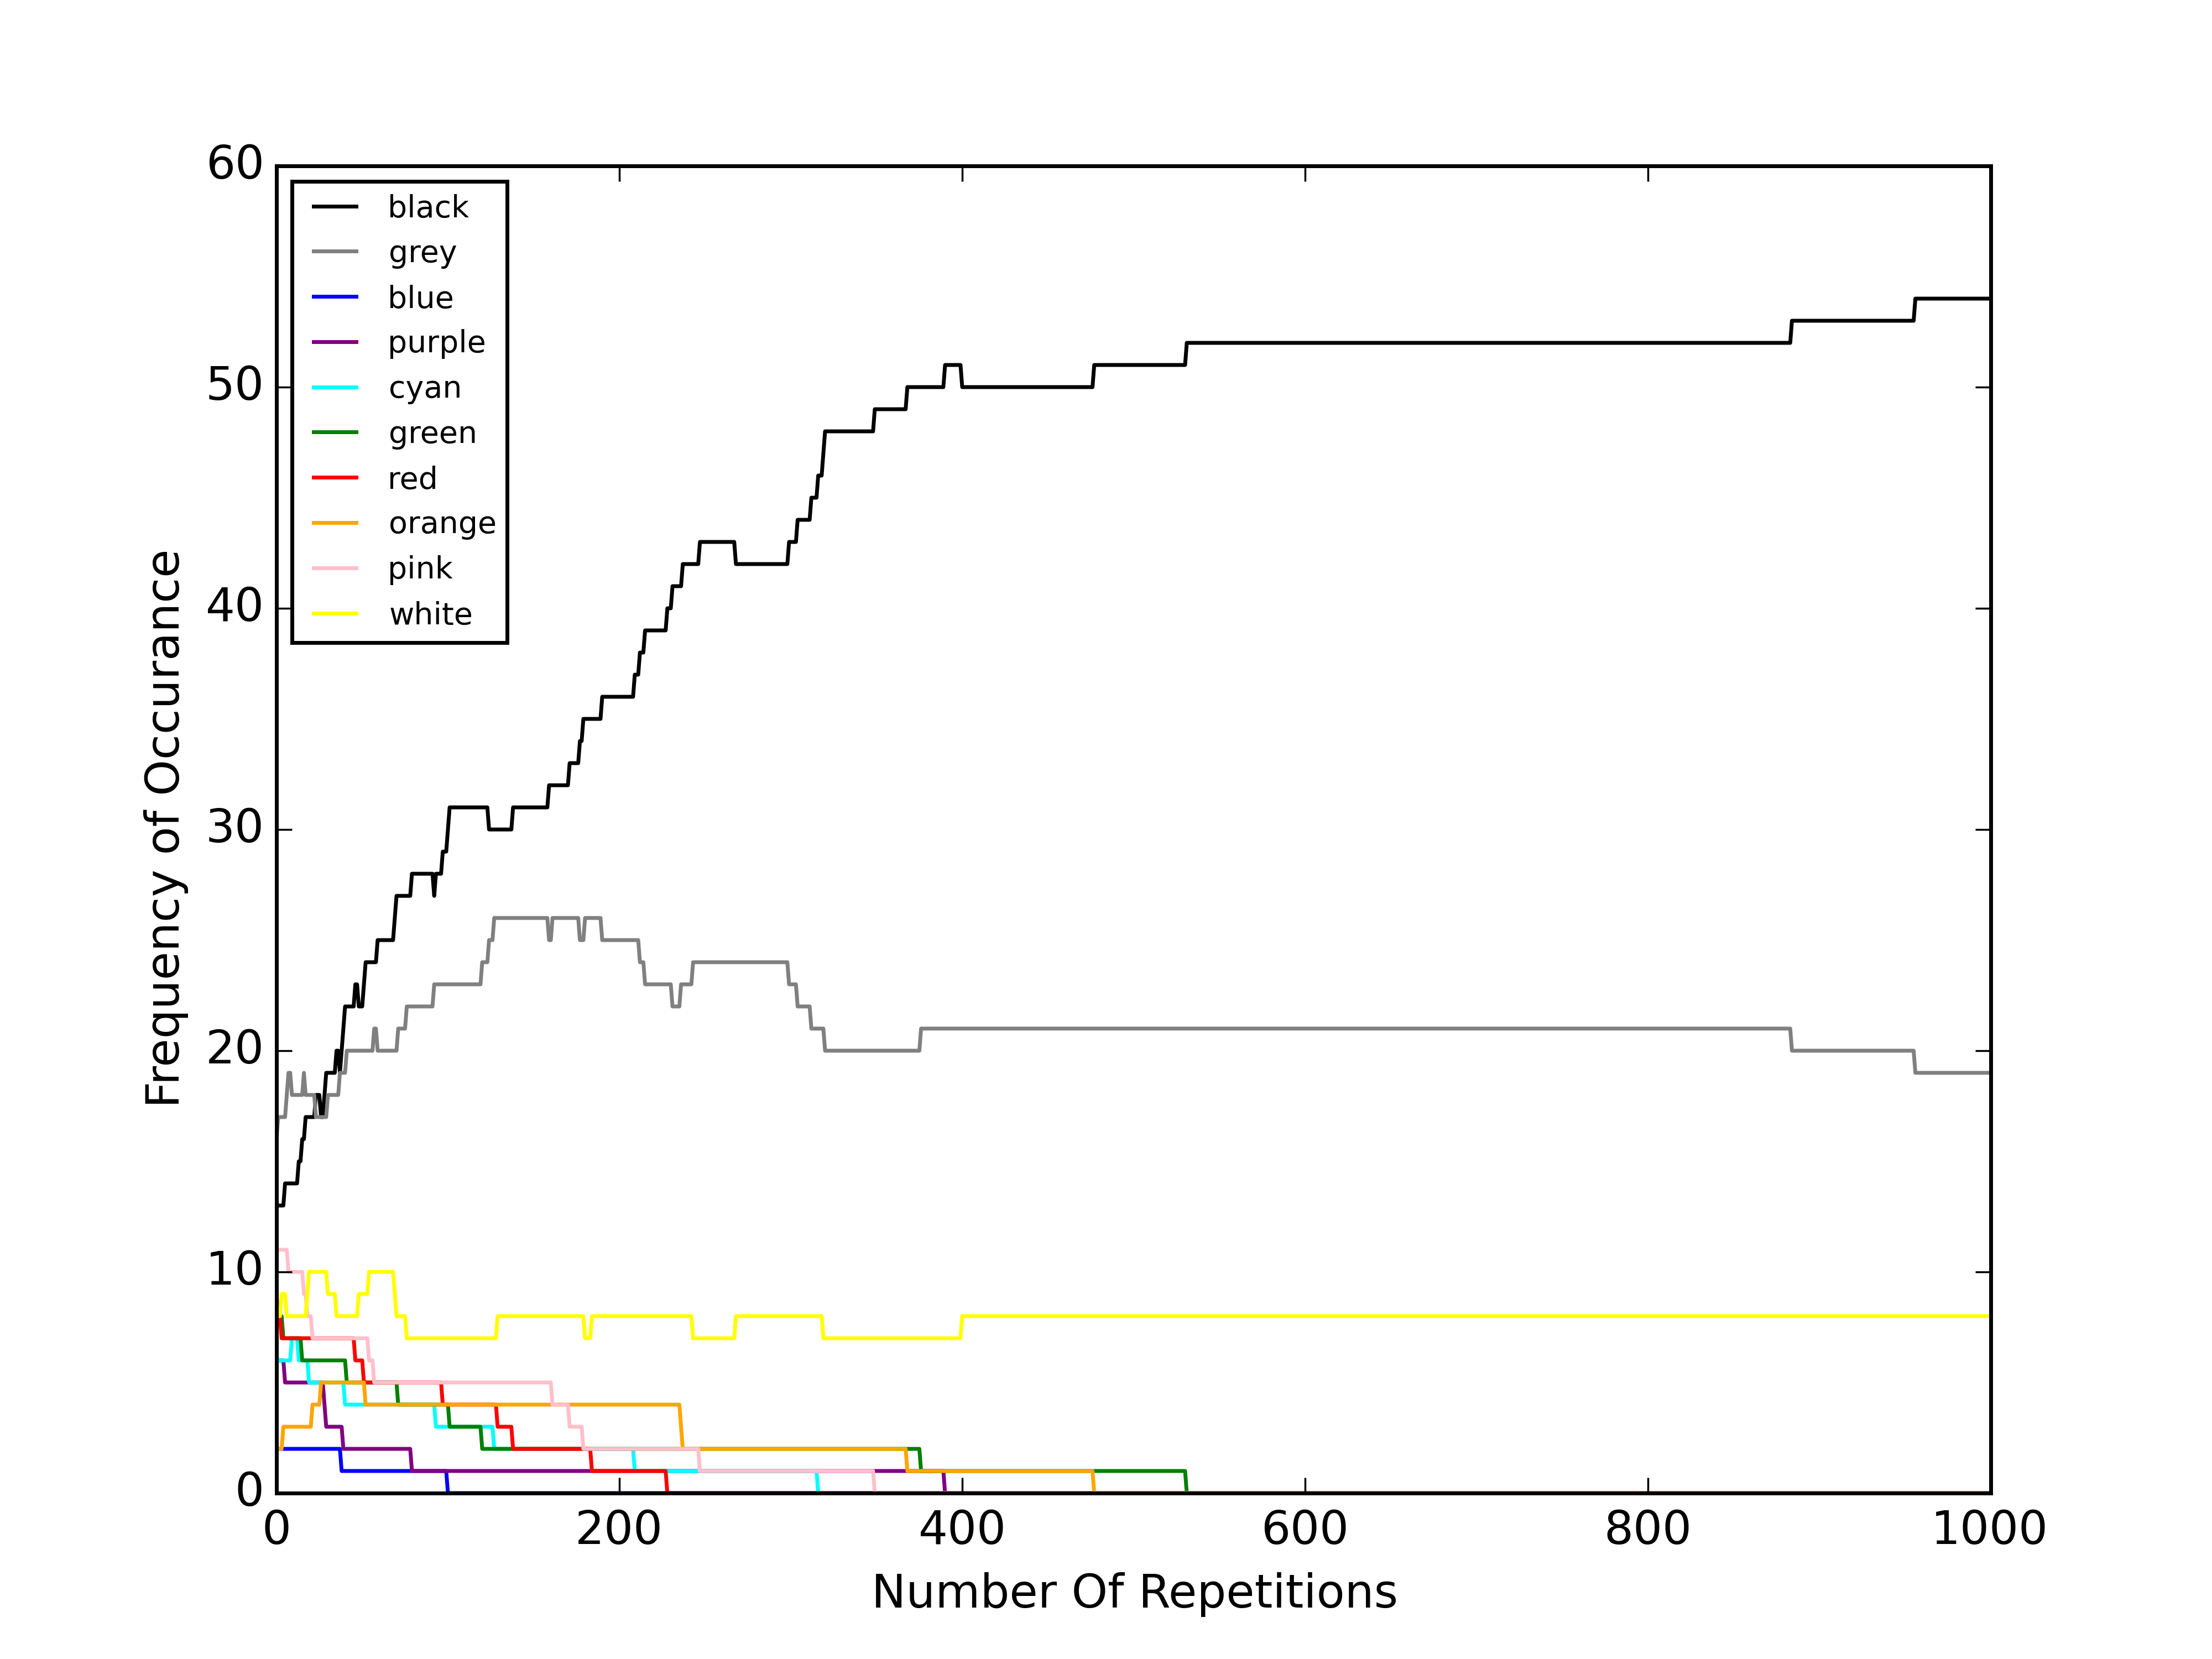 60
50
40
30
20
10
0
Frequency of Occurance
black
grey
blue
purple
cyan
green
red
orange
pink
white
0 200 400 600 800 1000
Number Of Repetitions